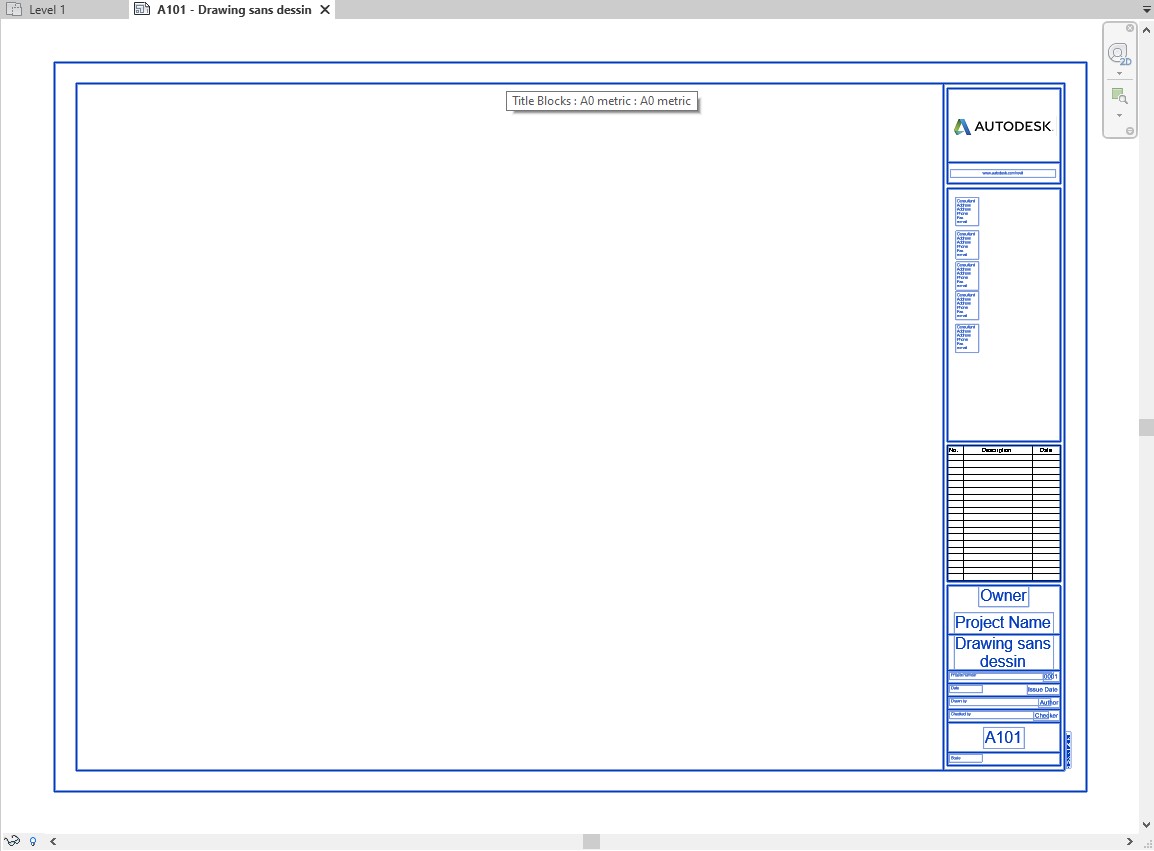 Level 1
A101 - Drawing sans dessin
2D
Title Blocks : A0 metric : A0 metric
AUTODESK.
www.autodesk.com/revit
Consultant
Address
Address
Phone
Fax
e-mail
Consultant
Address
Address
Phone
Fax
e-mail
Consultant
Address
Address
Phone
Fax
e-mail
Consultant
Address
Address
Phone
Fax
e-mail
Consultant
Address
Address
Phone
Fax
e-mail
No. Description Date
Owner
Project Name
Drawing sans
dessin
Project number 0001
Date Issue Date
Drawn by Author
Checked by Checker
A101
Scale